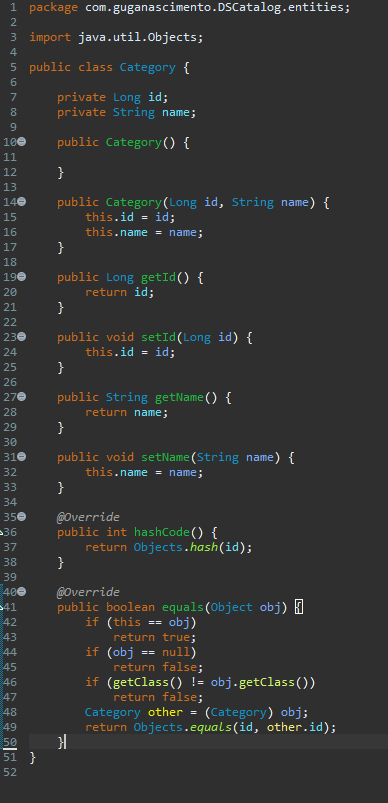 1 package com.guganascimento.DSCatalog.entities;
2
3 import java.util.Objects;
4
5 public class Category {
6
7     private Long id;
8     private String name;
9
10     public Category() {
11
12     }
13
14     public Category(Long id, String name) {
15         this.id = id;
16         this.name = name;
17     }
18
19     public Long getId() {
20         return id;
21     }
22
23     public void setId(Long id) {
24         this.id = id;
25     }
26
27     public String getName() {
28         return name;
29     }
30
31     public void setName(String name) {
32         this.name = name;
33     }
34
35     @Override
36     public int hashCode() {
37         return Objects.hash(id);
38     }
39
40     @Override
41     public boolean equals(Object obj) {
42         if (this == obj)
43             return true;
44         if (obj == null)
45             return false;
46         if (getClass() != obj.getClass())
47             return false;
48         Category other = (Category) obj;
49         return Objects.equals(id, other.id);
50     }
51 }
52